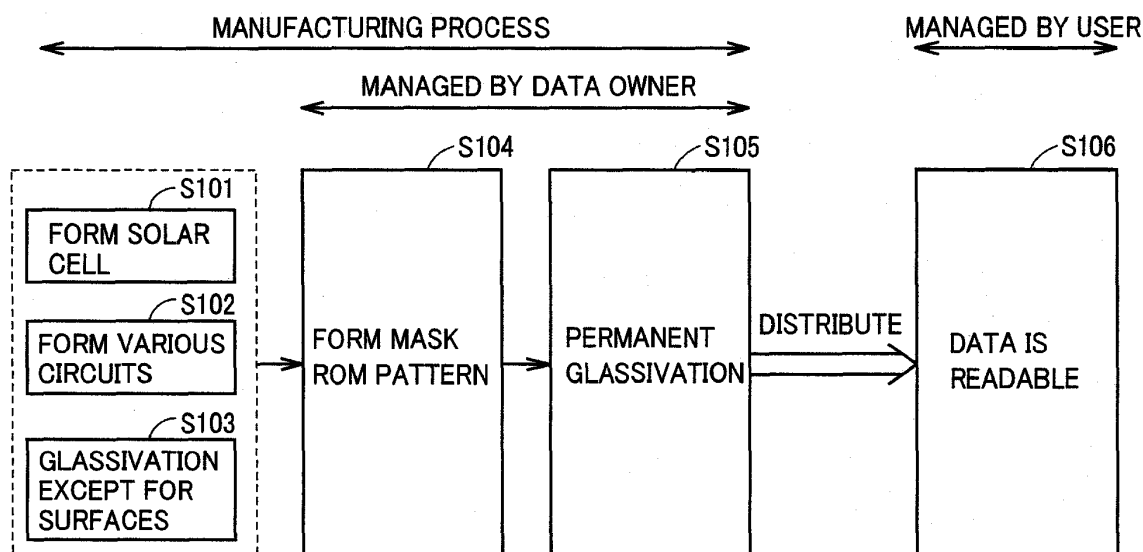 MANUFACTURING PROCESS
MANAGED BY USER
MANAGED BY DATA OWNER
S101
FORM SOLAR
CELL
S102
FORM VARIOUS
CIRCUITS
S103
GLASSIVATION
EXCEPT FOR
SURFACES
S104
FORM MASK
ROM PATTERN
S105
PERMANENT
GLASSIVATION
DISTRIBUTE
S106
DATA IS
READABLE